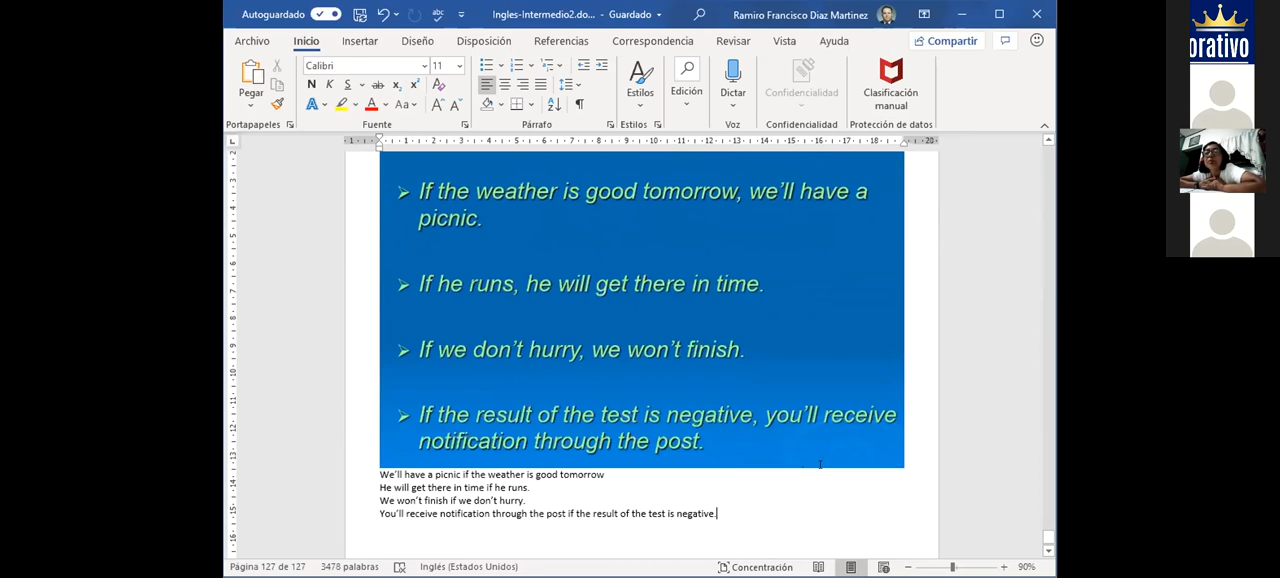 Autoguardado
Ingles-Intermedio2.do... - Guardado
Ramiro Francisco Diaz Martinez
Archivo Inicio Insertar Diseño Disposición Referencias Correspondencia Revisar Vista Ayuda Compartir
Calibri 11
Pegar
N K S ab x₂ x²
A A Aa A A
Estilos
Edición
Dictar
Confidencialidad
Clasificación manual
Portapapeles Fuente Párrafo Estilos Voz Confidencialidad Protección de datos
orativo
If the weather is good tomorrow, we'll have a
picnic.
If he runs, he will get there in time.
If we don't hurry, we won't finish.
If the result of the test is negative, you'll receive
notification through the post.
We'll have a picnic if the weather is good tomorrow
He will get there in time if he runs.
We won't finish if we don't hurry.
You'll receive notification through the post if the result of the test is negative.
Página 127 de 127 3478 palabras Inglés (Estados Unidos) Concentración 90%